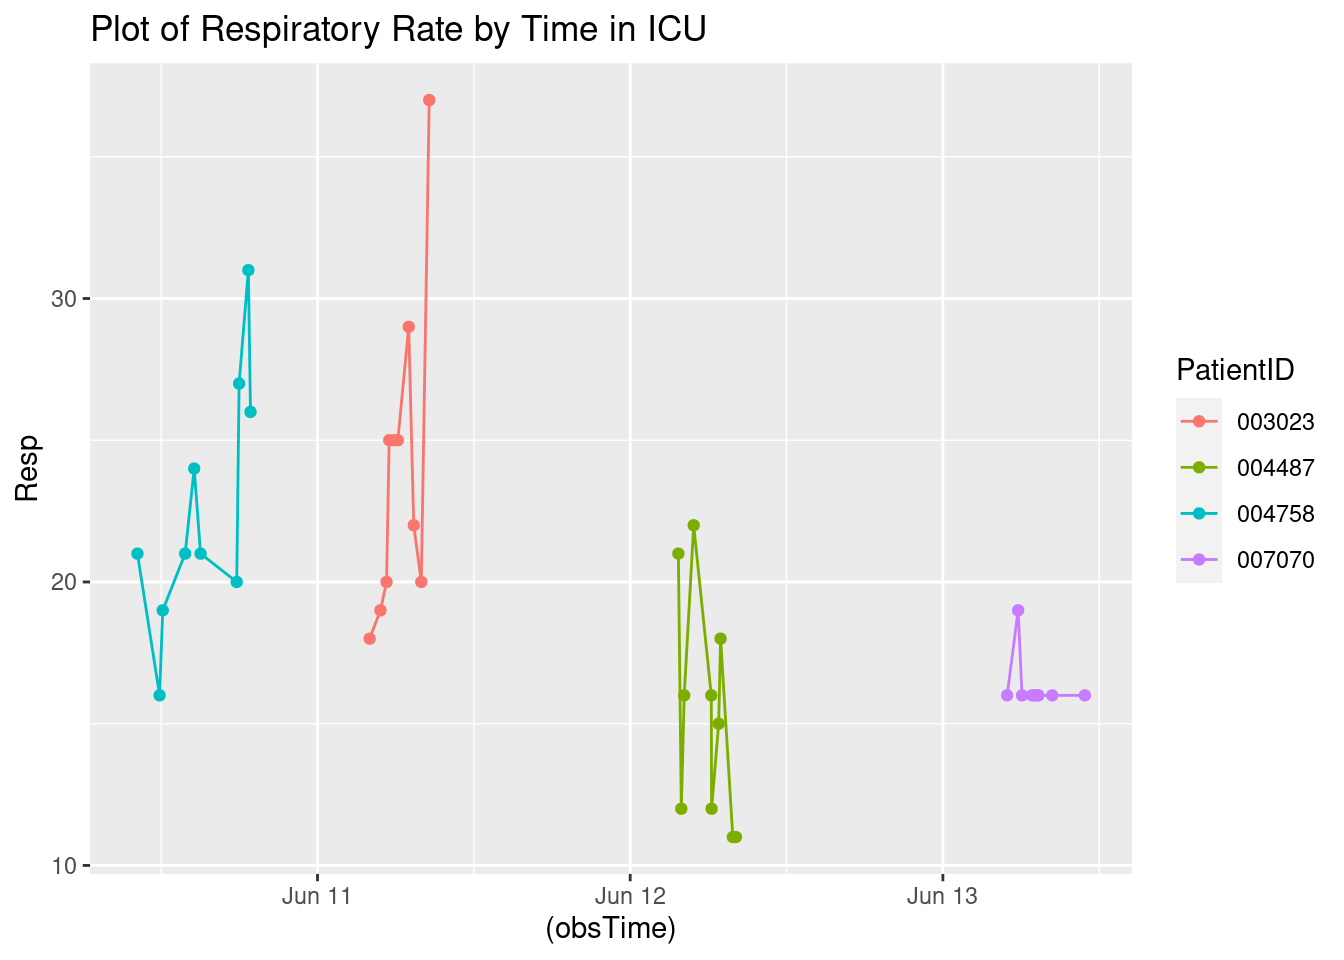 Plot of Respiratory Rate by Time in ICU
Resp
30
20
10
Jun 11
Jun 12
Jun 13
(obsTime)
PatientID
003023
004487
004758
007070